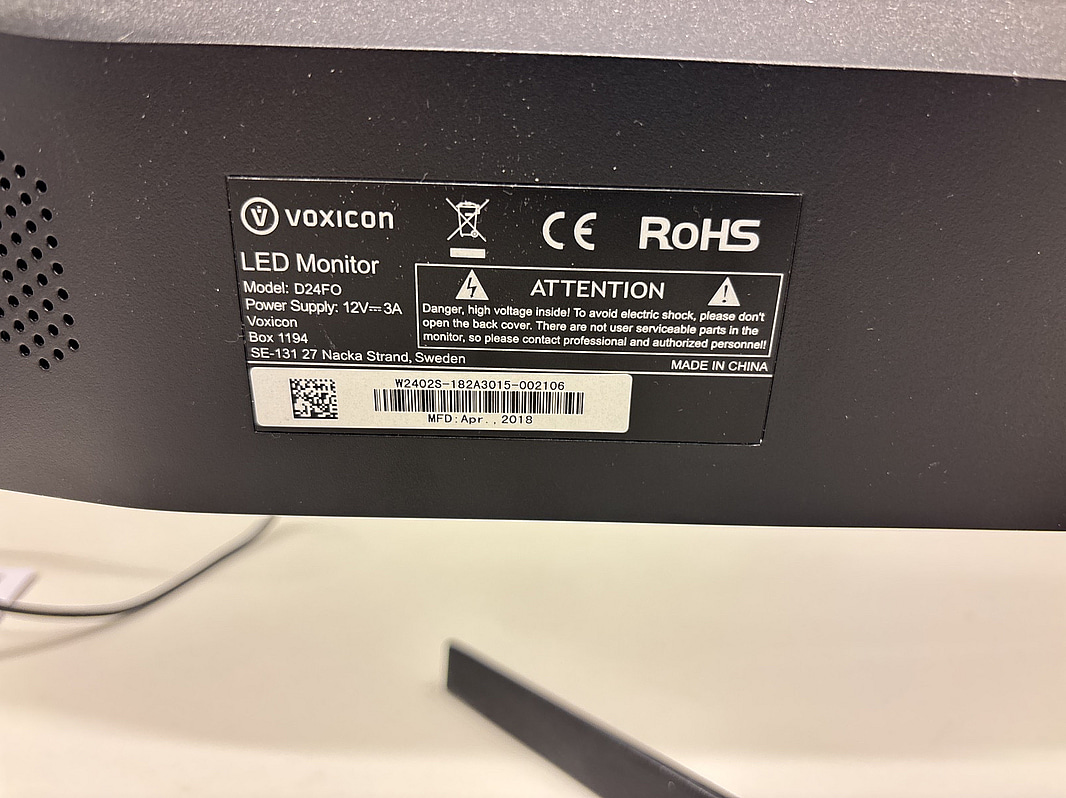 VOXICON
CE RoHS
LED Monitor
Model: D24FO
Power Supply: 12V⎓3A
Voxicon
Box 1194
SE-131 27 Nacka Strand, Sweden
ATTENTION
Danger, high voltage inside! To avoid electric shock, please don't
open the back cover. There are not user serviceable parts in the
monitor, so please contact professional and authorized personnel!
MADE IN CHINA
W2402S-182A3015-002106
MFD:Apr.,2018